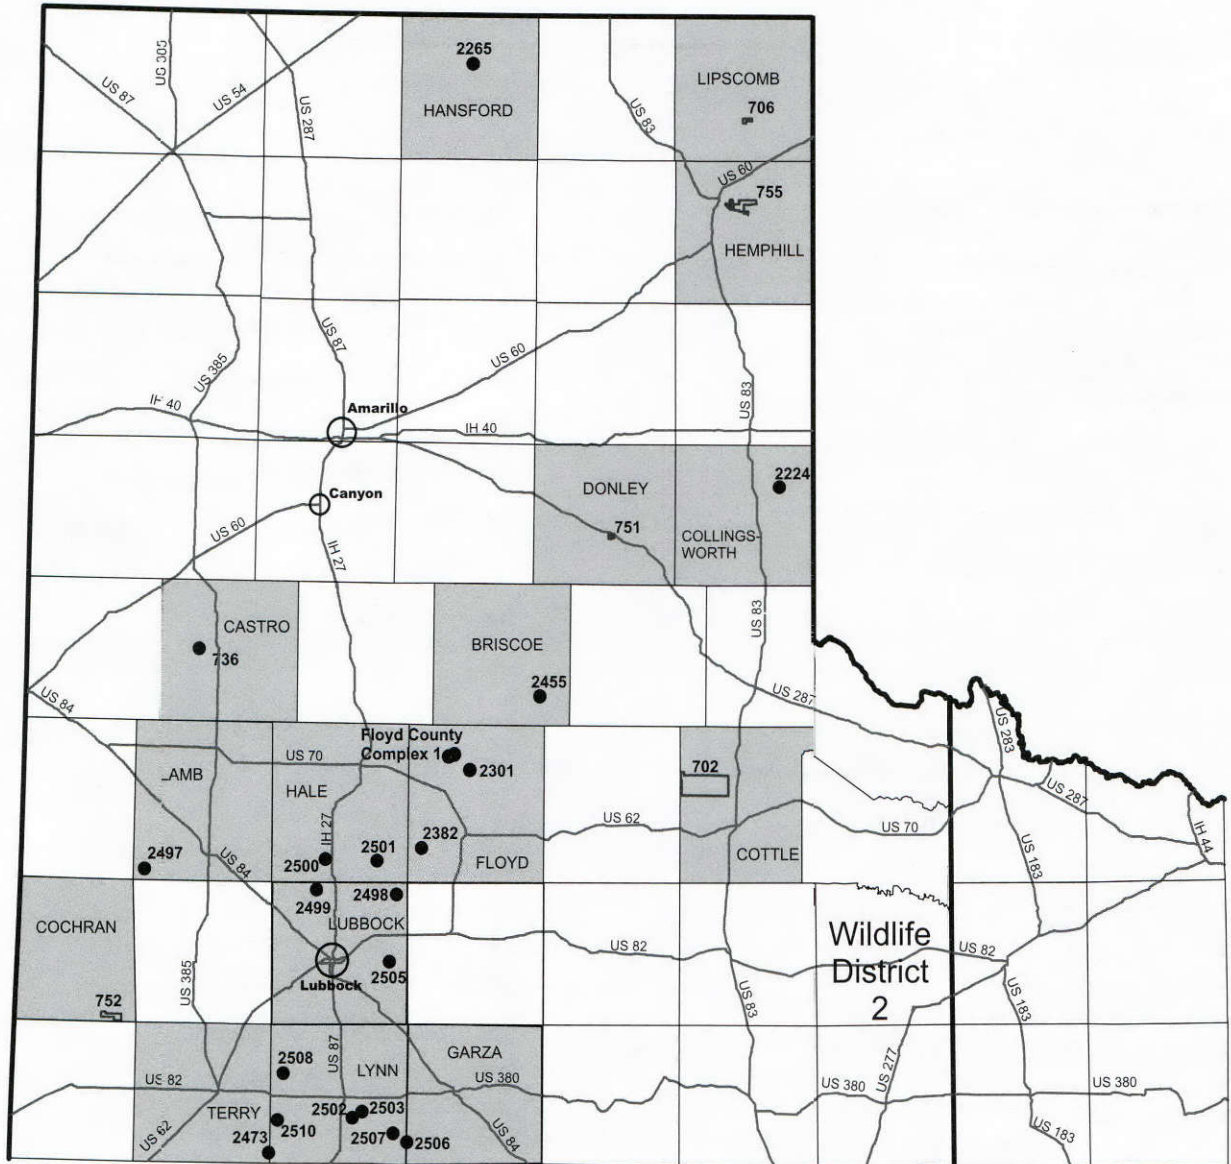 2265
US 305
US 87
US 54
US 287
HANSFORD
LIPSCOMB
706
US 83
US 60
755
HEMPHILL
US 87
US 60
US 385
IH 40
Amarillo
IH 40
US 83
Canyon
DONLEY
2224
751
COLLINGS-
WORTH
US 60
IH 27
US 83
CASTRO
736
BRISCOE
2455
US 84
US 287
US 283
Floyd County
Complex 1
2301
US 70
_AMB
HALE
702
US 287
IH 27
US 62
US 70
IH 44
2382
2497
US 84
2500
2501
FLOYD
COTTLE
US 183
2499
2498
COCHRAN
LUBBOCK
Wildlife
District
2
US 82
US 82
US 385
2505
Lubbock
752
US 83
US 183
US 87
GARZA
2508
LYNN
US 82
US 380
US 380
US 277
US 380
TERRY
2502
2503
US 62
2473
2510
2507
2506
US 84
US 183